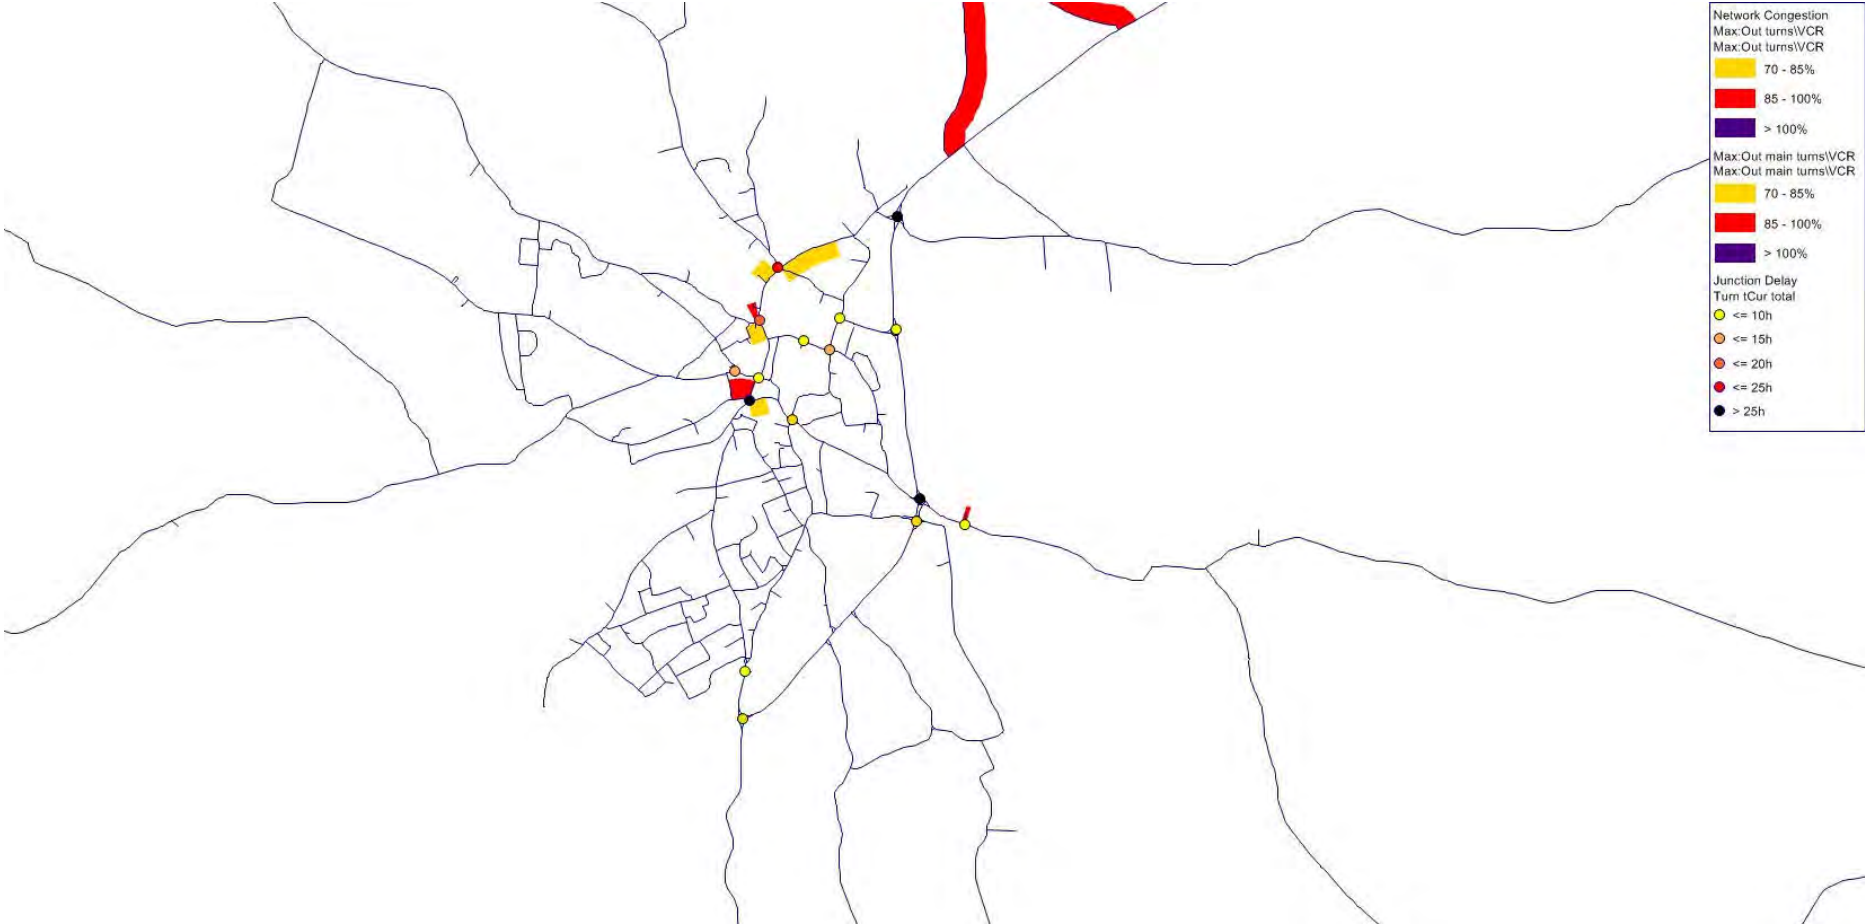 Network Congestion
Max:Out turns\VCR
Max:Out turns\VCR
70 - 85%
85 - 100%
> 100%
Max:Out main turns\VCR
Max:Out main turns\VCR
70 - 85%
85 - 100%
> 100%
Junction Delay
Turn tCur total
<= 10h
<= 15h
<= 20h
<= 25h
> 25h